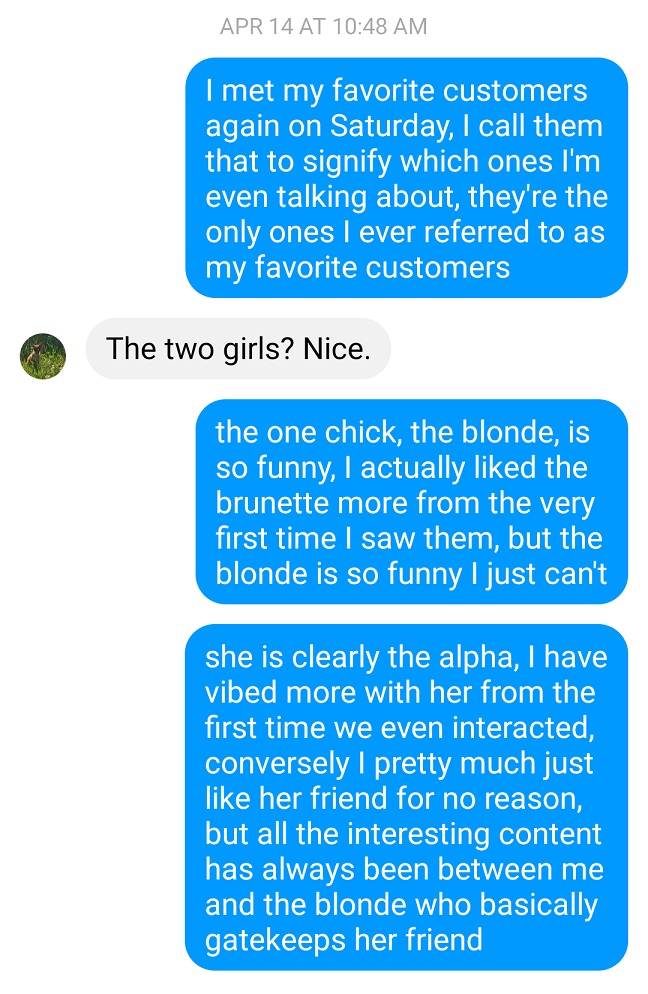 APR 14 AT 10:48 AM
I met my favorite customers
again on Saturday, I call them
that to signify which ones I'm
even talking about, they're the
only ones I ever referred to as
my favorite customers
The two girls? Nice.
the one chick, the blonde, is
so funny, I actually liked the
brunette more from the very
first time I saw them, but the
blonde is so funny I just can't
she is clearly the alpha, I have
vibed more with her from the
first time we even interacted,
conversely I pretty much just
like her friend for no reason,
but all the interesting content
has always been between me
and the blonde who basically
gatekeeps her friend